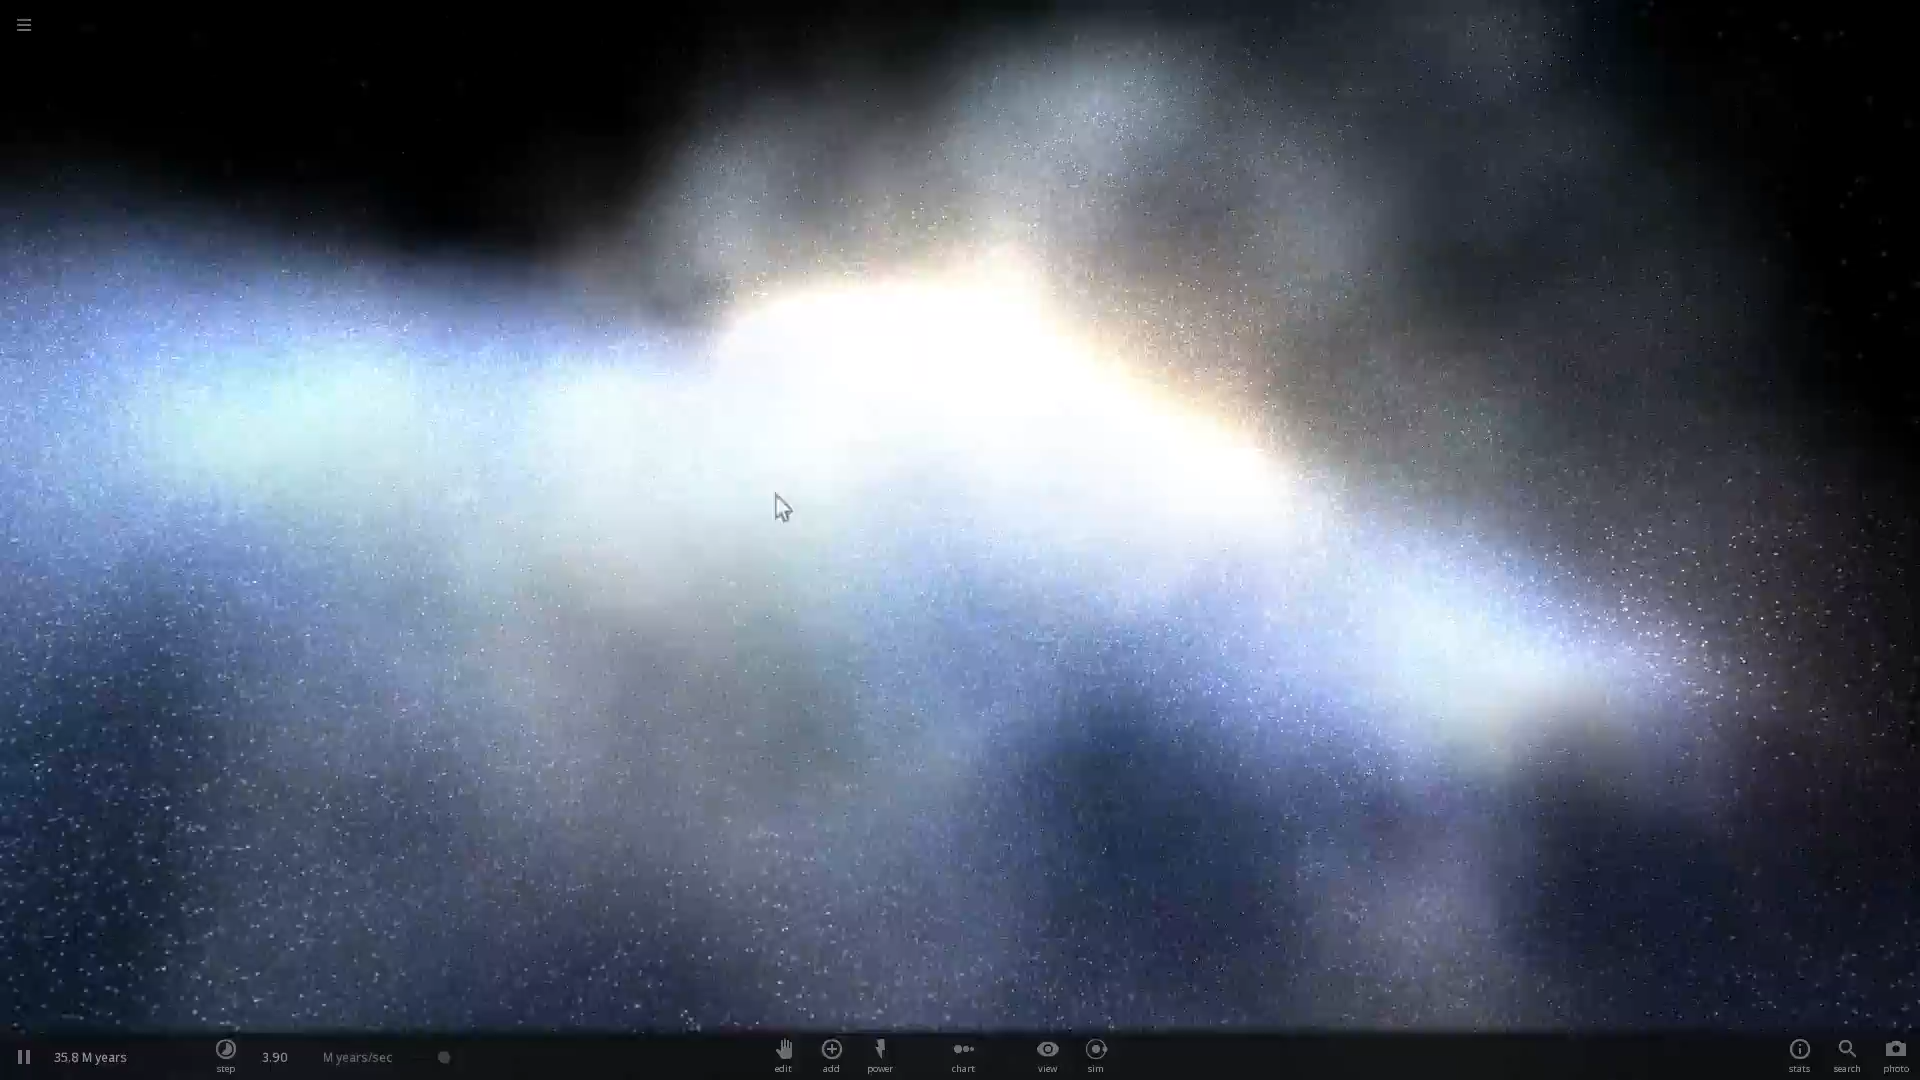 35.8 M years
step
3.90
M years/sec
edit
add
power
chart
view
sim
stats
search
photo